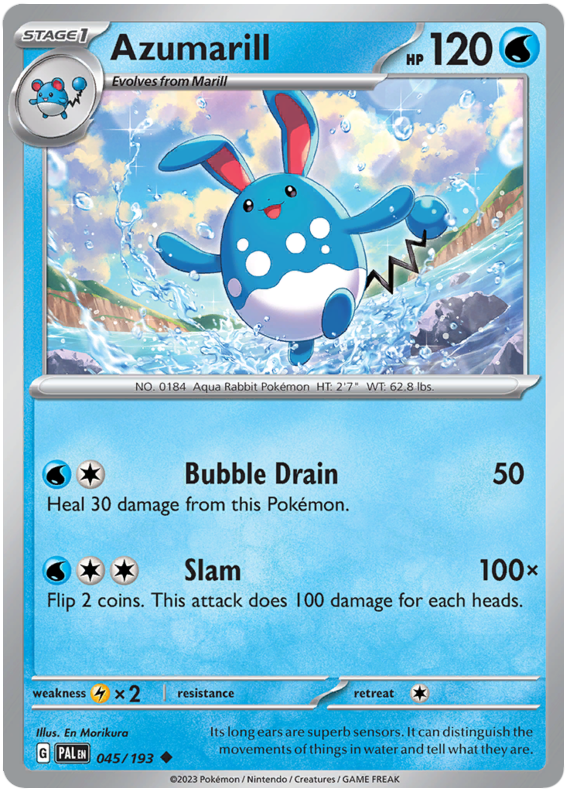 STAGE1
Azumarill
HP 120
Evolves from Marill
NO. 0184 Aqua Rabbit Pokémon HT: 2'7" WT: 62.8 lbs.
Bubble Drain 50
Heal 30 damage from this Pokémon.
Slam 100×
Flip 2 coins. This attack does 100 damage for each heads.
weakness ×2 resistance retreat
Illus. En Morikura
Its long ears are superb sensors. It can distinguish the
movements of things in water and tell what they are.
G PAL EN 045/193
©2023 Pokémon / Nintendo / Creatures / GAME FREAK